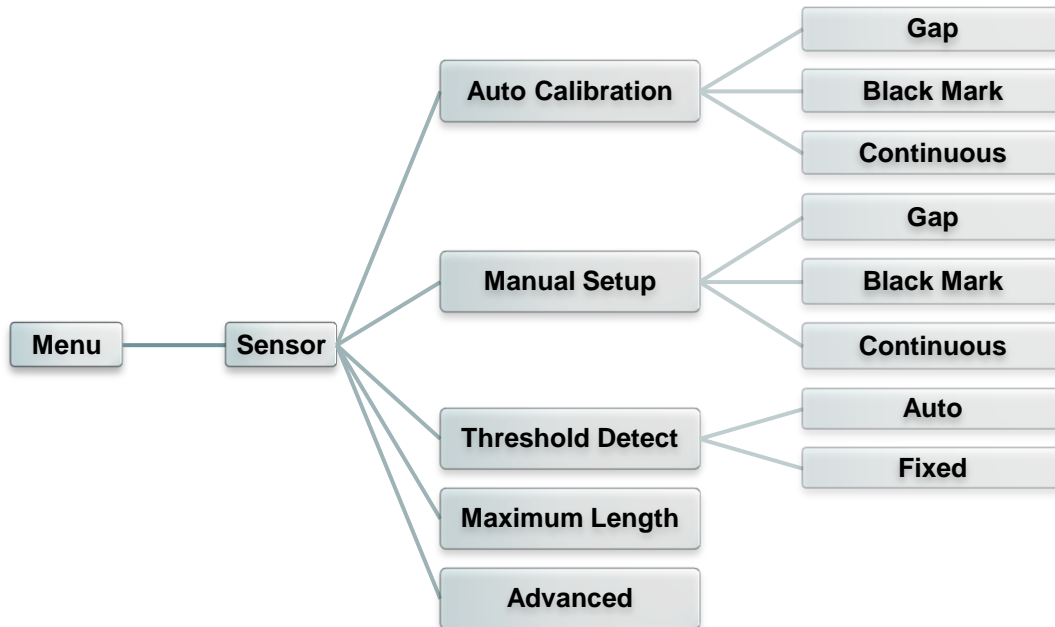 Menu
Sensor
Auto Calibration
Gap
Black Mark
Continuous
Manual Setup
Gap
Black Mark
Continuous
Threshold Detect
Auto
Fixed
Maximum Length
Advanced